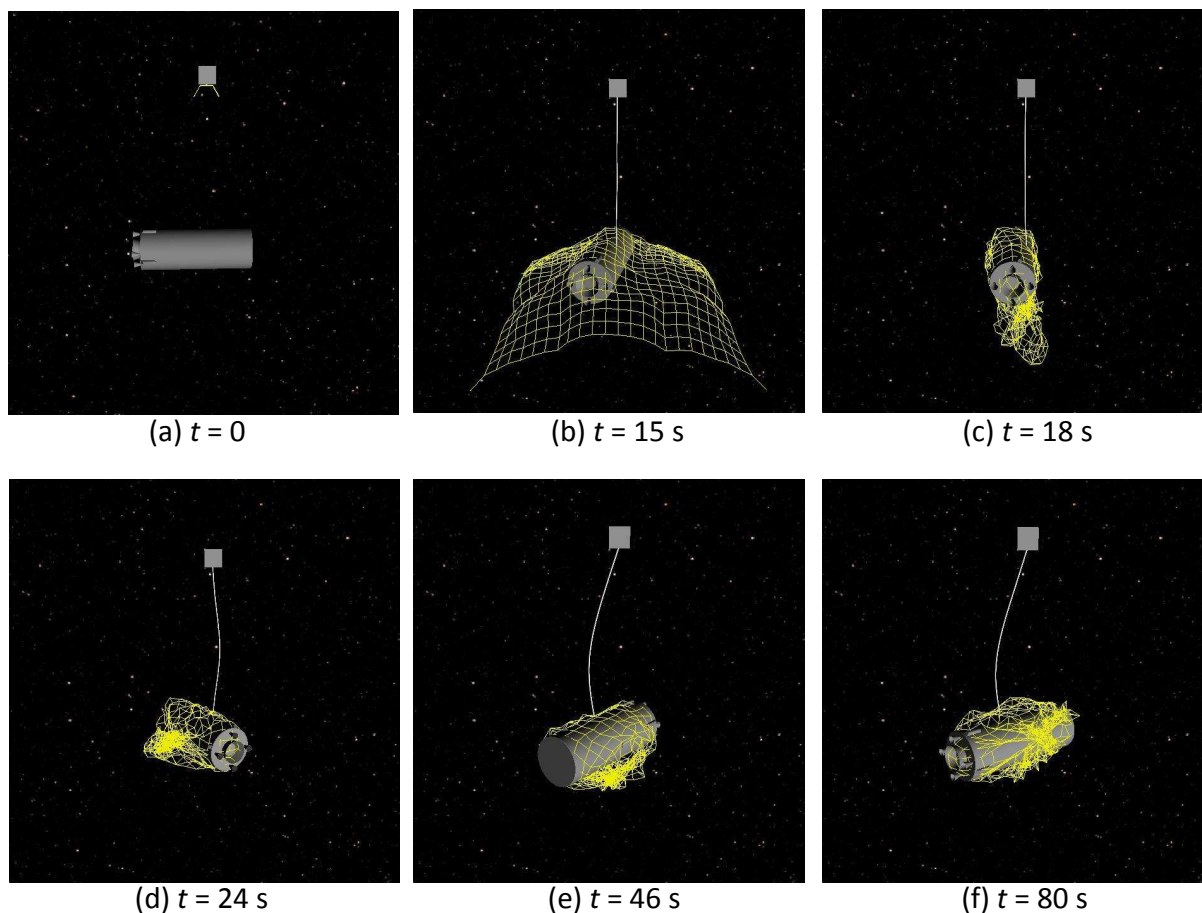 (a) t = 0
(b) t = 15 s
(c) t = 18 s
(d) t = 24 s
(e) t = 46 s
(f) t = 80 s